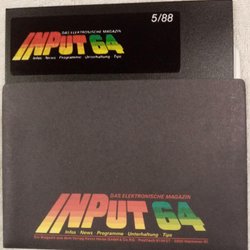 5/88
DAS ELEKTRONISCHE MAGAZIN
INPUT 64
Infos News Programme Unterhaltung Tips
DAS ELEKTRONISCHE MAGAZIN
INPUT 64
Infos · News · Programme · Unterhaltung · Tips